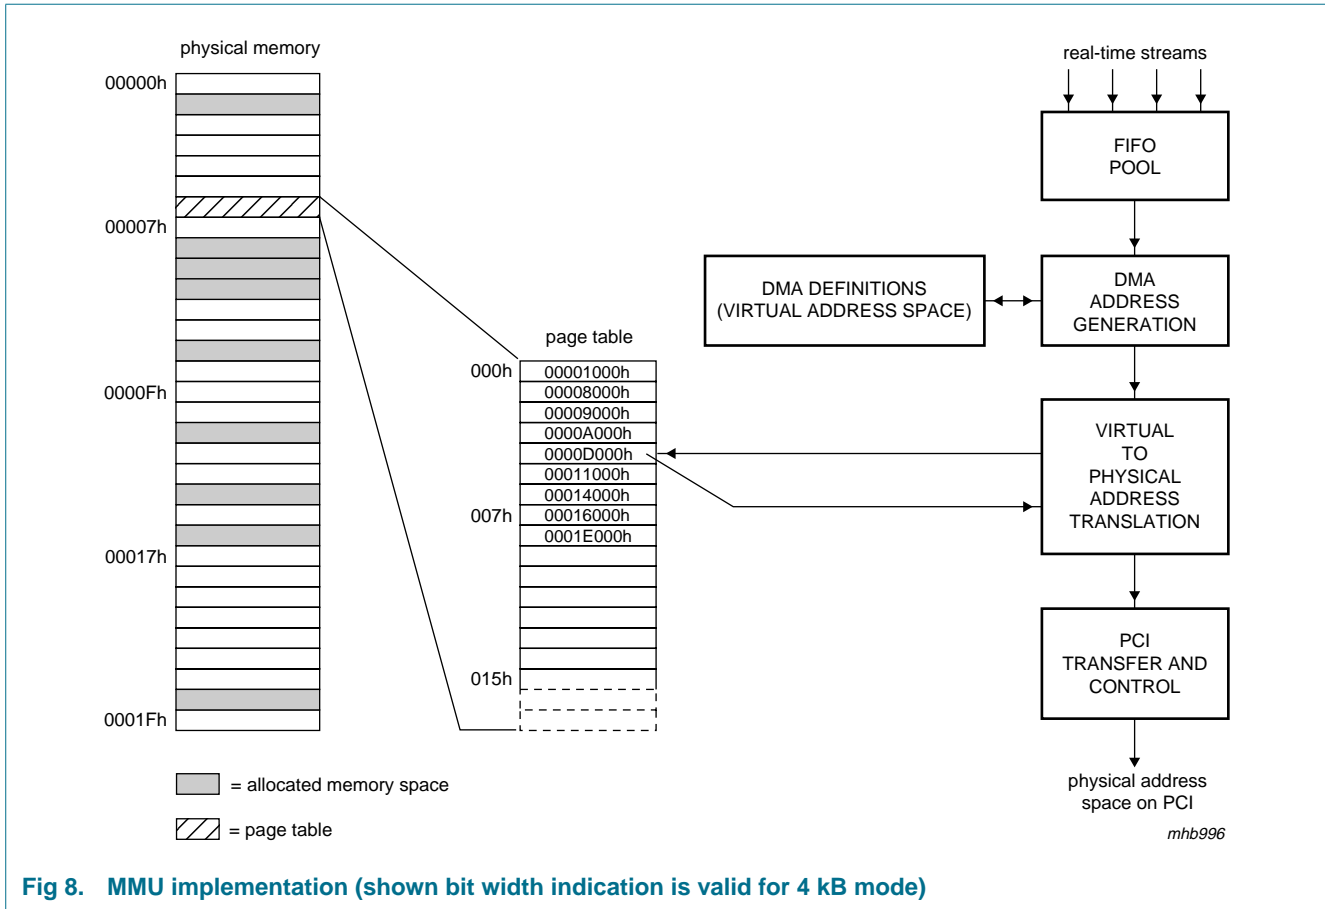 physical memory
00000h
00007h
0000Fh
00017h
0001Fh
= allocated memory space
= page table
page table
000h
00001000h
00008000h
00009000h
0000A000h
0000D000h
00011000h
00014000h
007h
00016000h
0001E000h
015h
real-time streams
FIFO
POOL
DMA DEFINITIONS
(VIRTUAL ADDRESS SPACE)
DMA
ADDRESS
GENERATION
VIRTUAL
TO
PHYSICAL
ADDRESS
TRANSLATION
PCI
TRANSFER AND
CONTROL
physical address
space on PCI
mhb996
Fig 8. MMU implementation (shown bit width indication is valid for 4 kB mode)